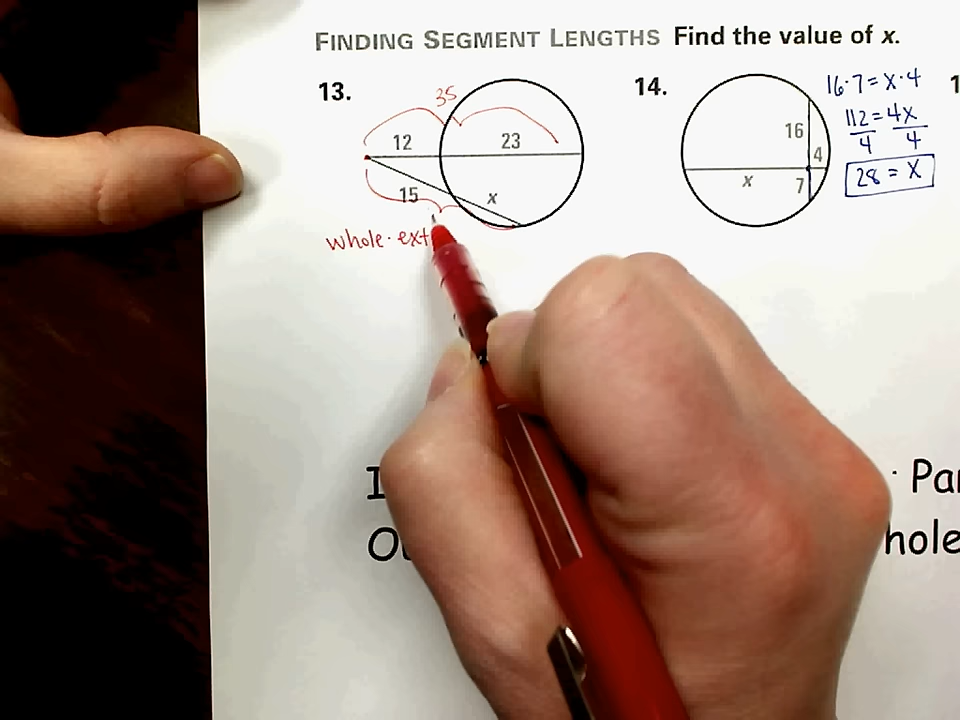 FINDING SEGMENT LENGTHS Find the value of x.
13.
35
12
23
15
x
whole · ext
14.
16
4
x
7
16·7 = x·4
112 = 4x
4 4
28 = x
1
I
· Par
O
hole